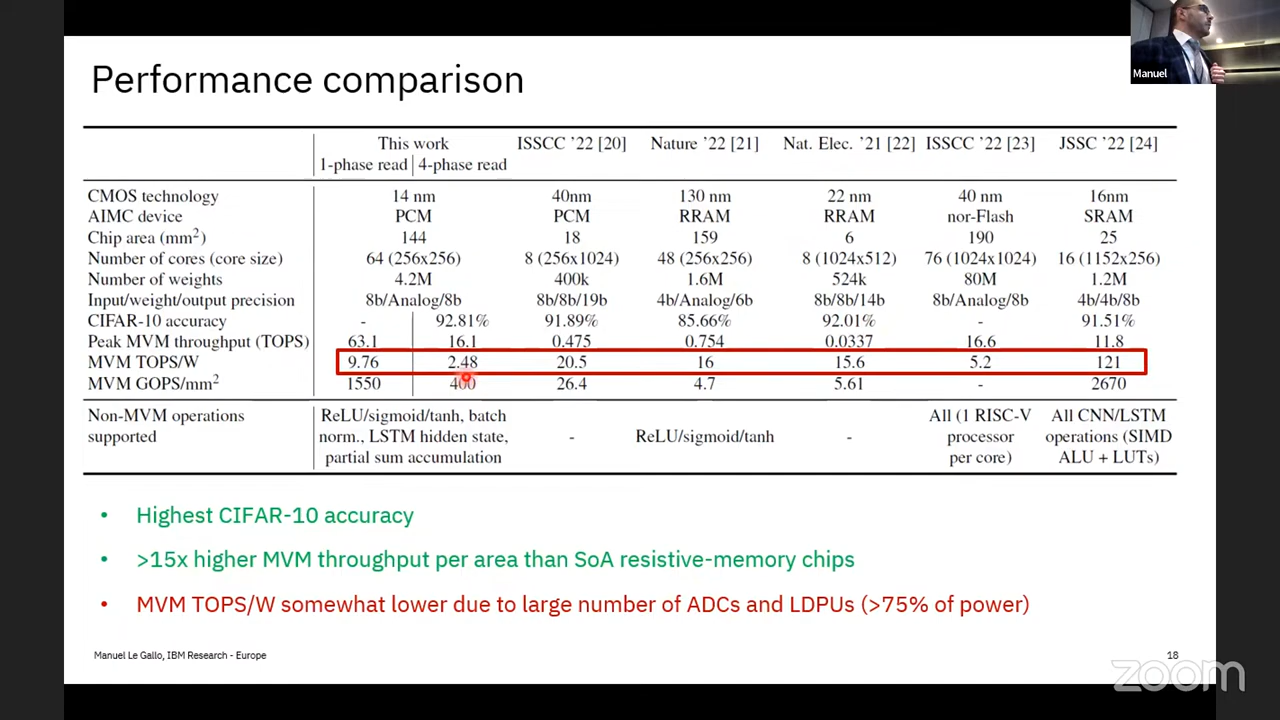 Manuel
Performance comparison
This work ISSCC '22 [20] Nature '22 [21] Nat. Elec. '21 [22] ISSCC '22 [23] JSSC '22 [24]
1-phase read 4-phase read
CMOS technology 14 nm 40nm 130 nm 22 nm 40 nm 16nm
AIMC device PCM PCM RRAM RRAM nor-Flash SRAM
Chip area (mm²) 144 18 159 6 190 25
Number of cores (core size) 64 (256x256) 8 (256x1024) 48 (256x256) 8 (1024x512) 76 (1024x1024) 16 (1152x256)
Number of weights 4.2M 400k 1.6M 524k 80M 1.2M
Input/weight/output precision 8b/Analog/8b 8b/8b/19b 4b/Analog/6b 8b/8b/14b 8b/Analog/8b 4b/4b/8b
CIFAR-10 accuracy - 92.81% 91.89% 85.66% 92.01% - 91.51%
Peak MVM throughput (TOPS) 63.1 16.1 0.475 0.754 0.0337 16.6 11.8
MVM TOPS/W 9.76 2.48 20.5 16 15.6 5.2 121
MVM GOPS/mm² 1550 400 26.4 4.7 5.61 - 2670
Non-MVM operations ReLU/sigmoid/tanh, batch All (1 RISC-V All CNN/LSTM
supported norm., LSTM hidden state, - ReLU/sigmoid/tanh - processor operations (SIMD
partial sum accumulation per core) ALU + LUTs)
• Highest CIFAR-10 accuracy
• >15x higher MVM throughput per area than SoA resistive-memory chips
• MVM TOPS/W somewhat lower due to large number of ADCs and LDPUs (>75% of power)
Manuel Le Gallo, IBM Research - Europe 18
zoom